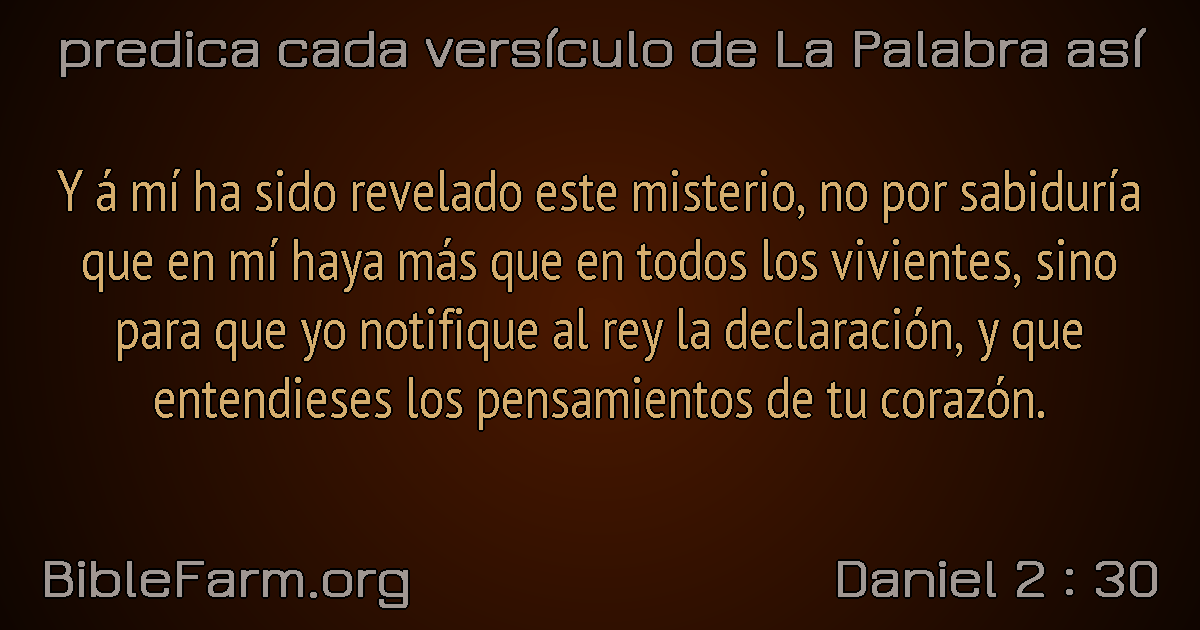 predica cada versículo de La Palabra así
Y á mí ha sido revelado este misterio, no por sabiduría
que en mí haya más que en todos los vivientes, sino
para que yo notifique al rey la declaración, y que
entendieses los pensamientos de tu corazón.
BibleFarm.org
Daniel 2 : 30